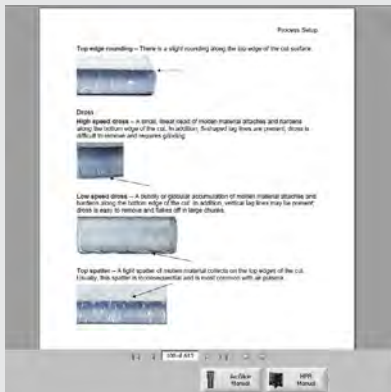 Process Setup
Top edge rounding – There is a slight rounding along the top edge of the cut surface.
Dross
High speed dross – A small, linear bead of molten material attaches and hardens
along the bottom edge of the cut. In addition, S-shaped lag lines are present; dross is
difficult to remove and requires grinding.
Low speed dross – A bubbly or globular accumulation of molten material attaches and
hardens along the bottom edge of the cut. In addition, vertical lag lines may be present;
dross is easy to remove and flakes off in large chunks.
Top spatter – A light spatter of molten material collects on the top edges of the cut.
Usually, this spatter is inconsequential and is most common with air plasma.
Manual
HPR
Manual